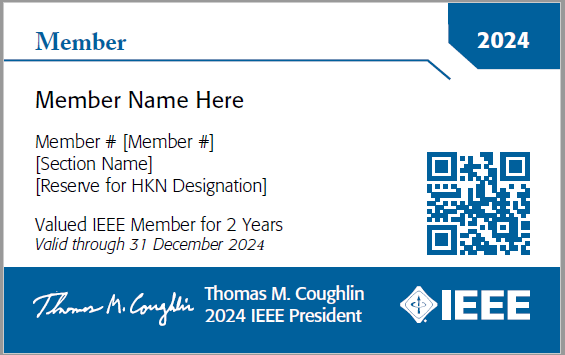 Member
2024
Member Name Here
Member # [Member #]
[Section Name]
[Reserve for HKN Designation]
Valued IEEE Member for 2 Years
Valid through 31 December 2024
Thomas M. Coughlin
Thomas M. Coughlin
2024 IEEE President
IEEE